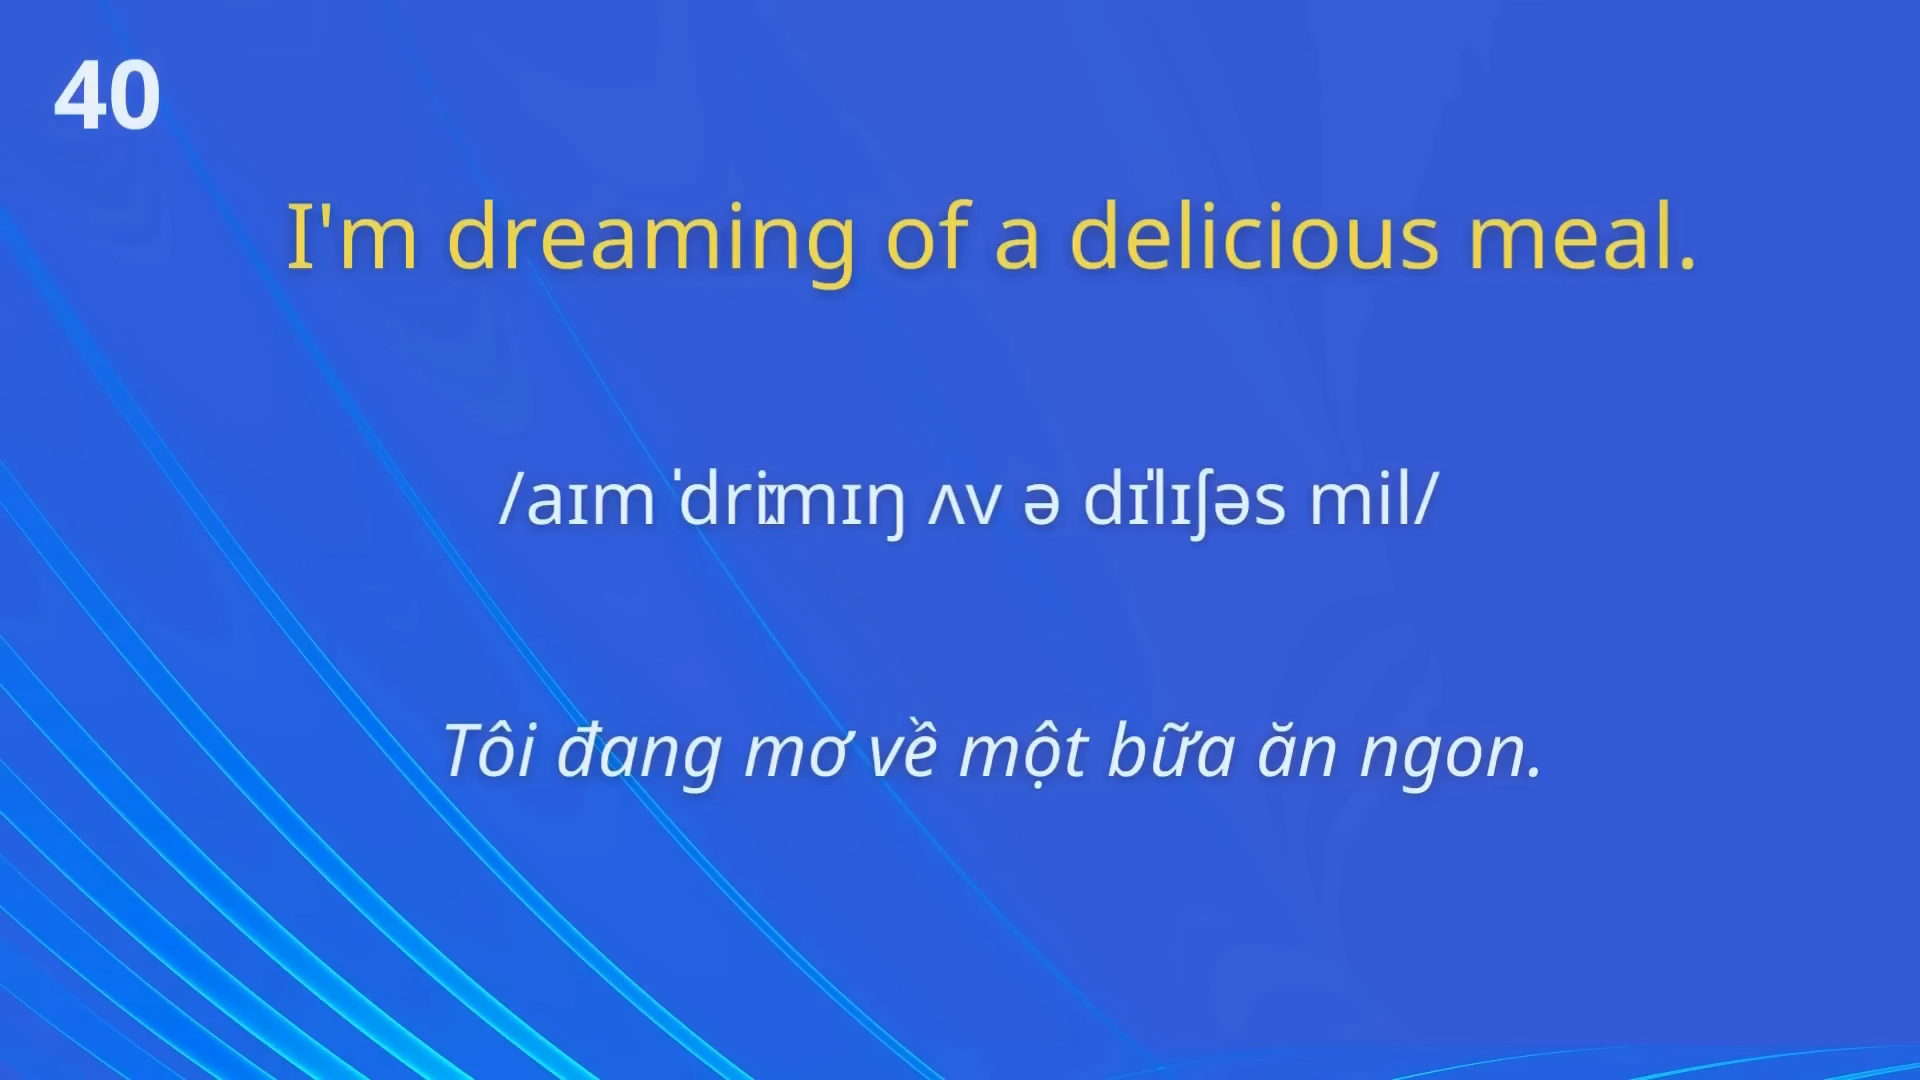 40
I'm dreaming of a delicious meal.
/aɪm ˈdriːmɪŋ ʌv ə dɪˈlɪʃəs mil/
Tôi đang mơ về một bữa ăn ngon.